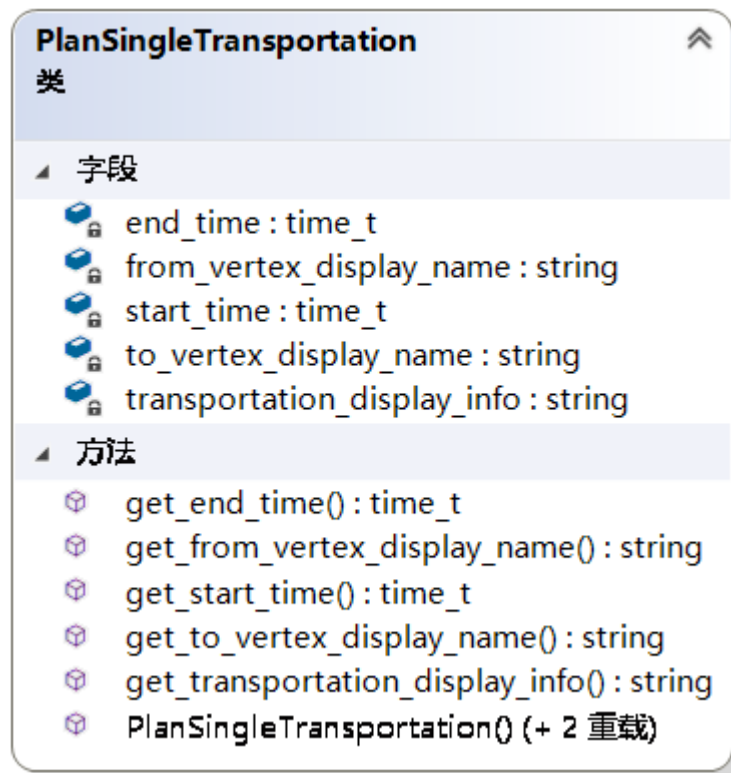 PlanSingleTransportation
类
字段
end_time : time_t
from_vertex_display_name : string
start_time : time_t
to_vertex_display_name : string
transportation_display_info : string
方法
get_end_time() : time_t
get_from_vertex_display_name() : string
get_start_time() : time_t
get_to_vertex_display_name() : string
get_transportation_display_info() : string
PlanSingleTransportation() (+ 2 重载)